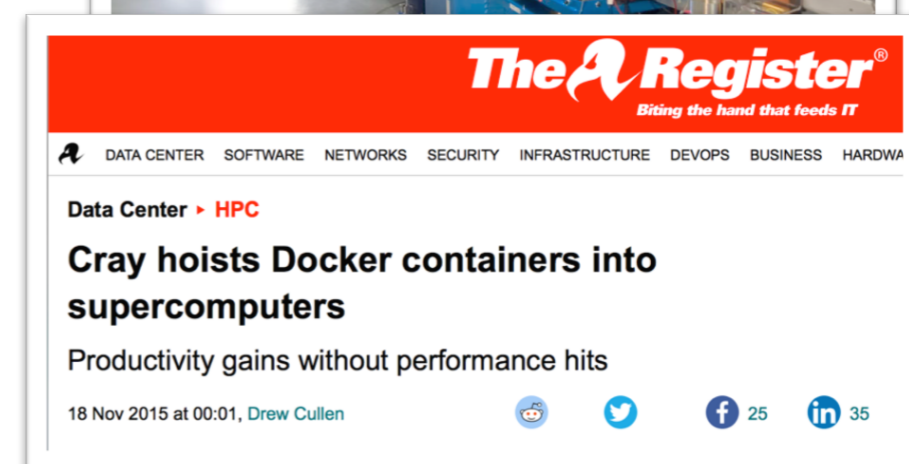 The Register®
Biting the hand that feeds IT
DATA CENTER SOFTWARE NETWORKS SECURITY INFRASTRUCTURE DEVOPS BUSINESS HARDWA
Data Center ▸ HPC
Cray hoists Docker containers into
supercomputers
Productivity gains without performance hits
18 Nov 2015 at 00:01, Drew Cullen 25 35